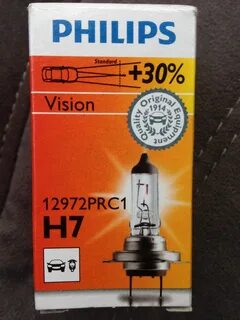 PHILIPS
Standard
+30%
Vision
Quality Original Equipment
1914
12972PRC1
H7